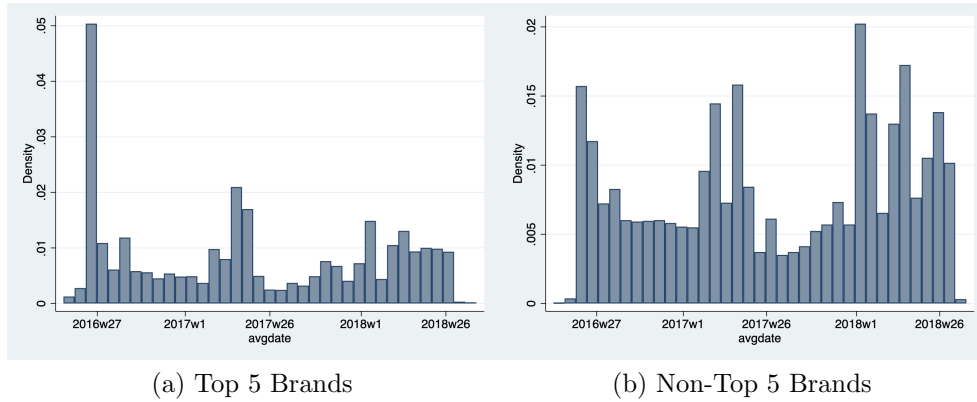 .05
.04
.03
.02
.01
0
Density
2016w27 2017w1 2017w26 2018w1 2018w26
avgdate
(a) Top 5 Brands
.02
.015
.01
.005
0
Density
2016w27 2017w1 2017w26 2018w1 2018w26
avgdate
(b) Non-Top 5 Brands